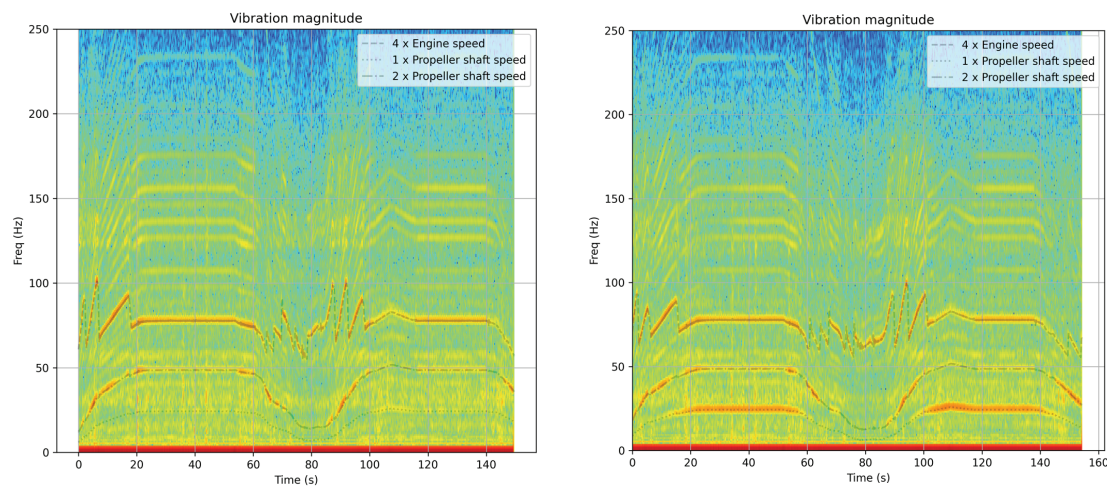 Vibration magnitude
250
200
150
100
50
0
Freq (Hz)
4 x Engine speed
1 x Propeller shaft speed
2 x Propeller shaft speed
0 20 40 60 80 100 120 140
Time (s)
Vibration magnitude
250
200
150
100
50
0
Freq (Hz)
4 x Engine speed
1 x Propeller shaft speed
2 x Propeller shaft speed
0 20 40 60 80 100 120 140 160
Time (s)